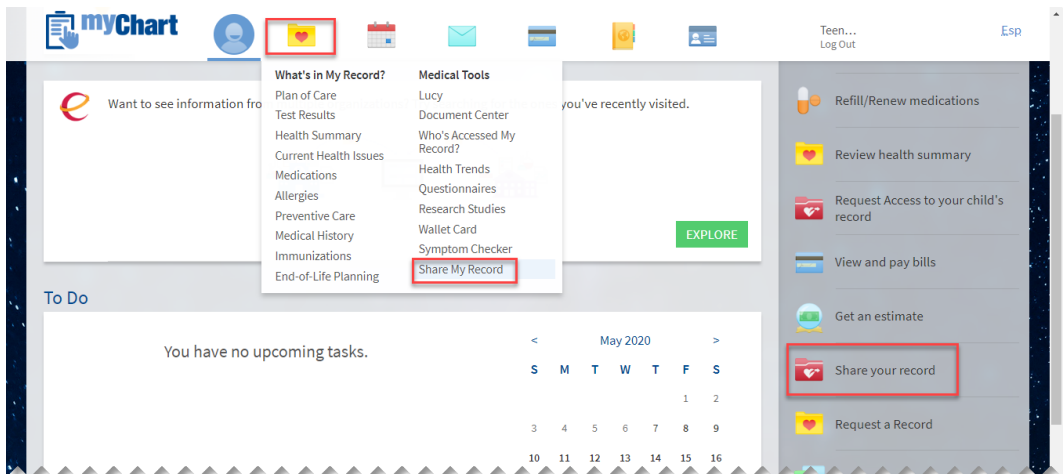 myChart
Teen...
Log Out
Esp
What's in My Record?
Plan of Care
Test Results
Health Summary
Current Health Issues
Medications
Allergies
Preventive Care
Medical History
Immunizations
End-of-Life Planning
Medical Tools
Lucy
Document Center
Who's Accessed My
Record?
Health Trends
Questionnaires
Research Studies
Wallet Card
Symptom Checker
Share My Record
Want to see information fro
you've recently visited.
EXPLORE
To Do
You have no upcoming tasks.
< May 2020 >
S M T W T F S
1 2
3 4 5 6 7 8 9
10 11 12 13 14 15 16
Refill/Renew medications
Review health summary
Request Access to your child's
record
View and pay bills
Get an estimate
Share your record
Request a Record